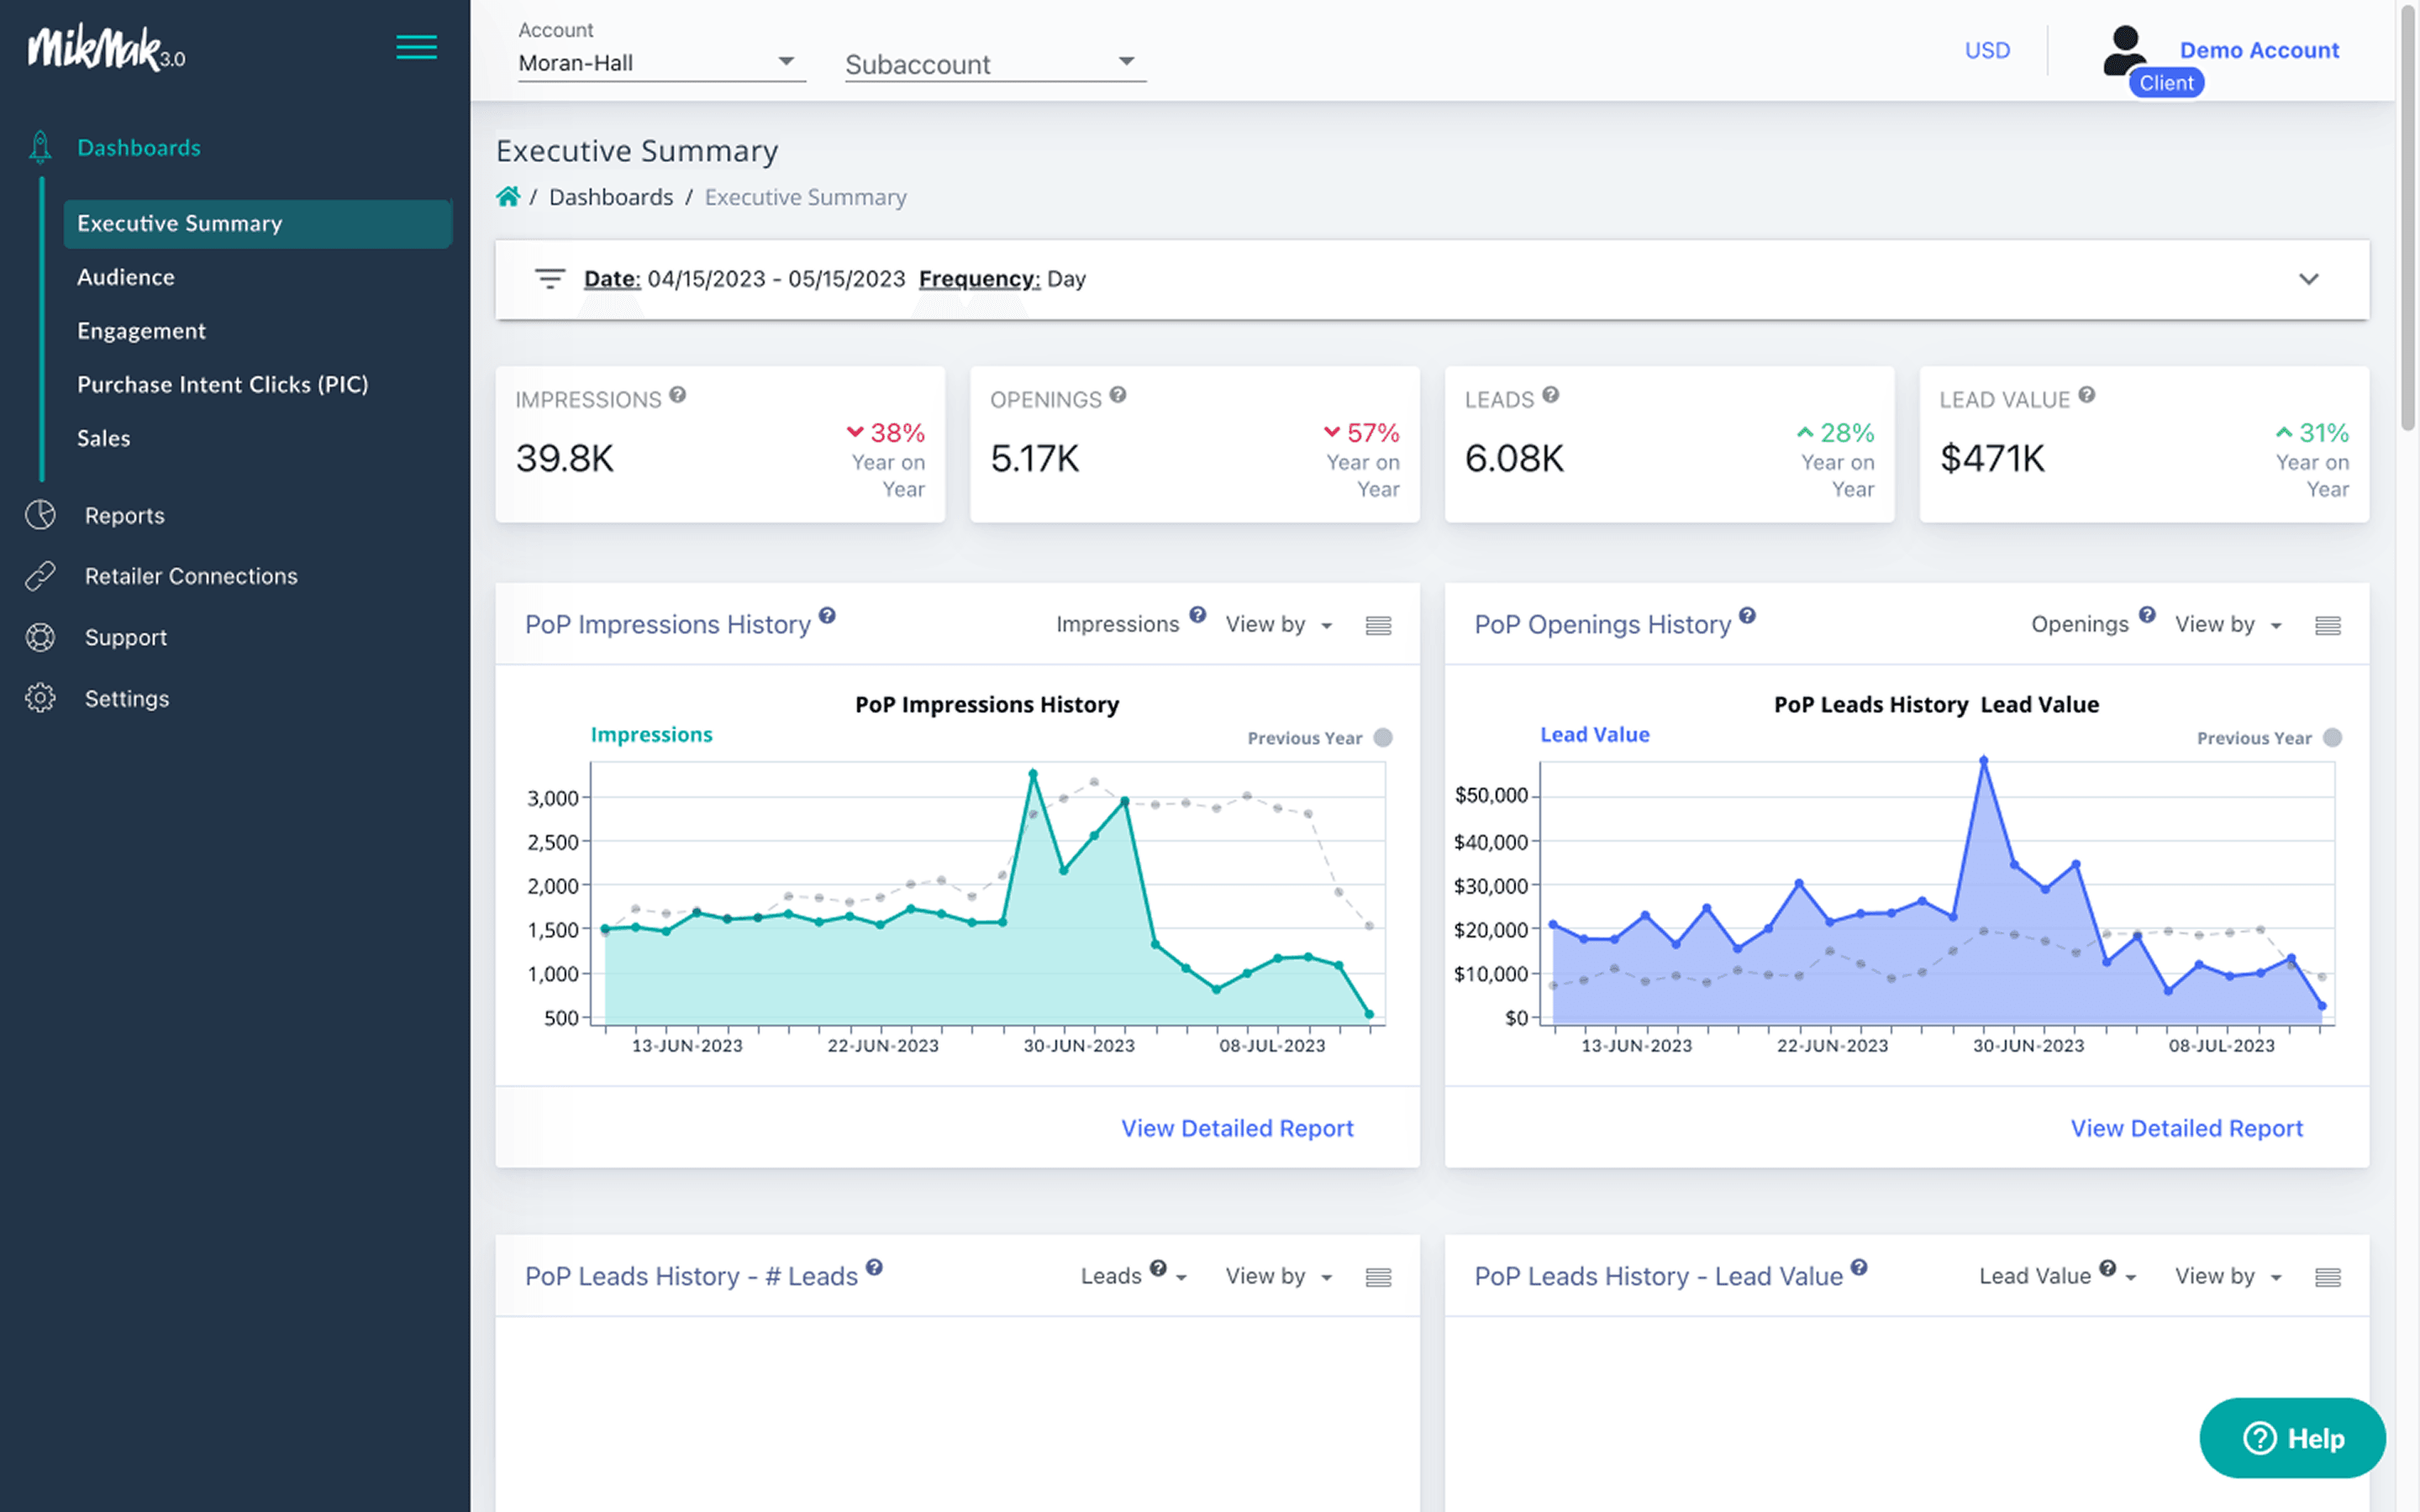 MikMak 3.0
Dashboards
Executive Summary
Audience
Engagement
Purchase Intent Clicks (PIC)
Sales
Reports
Retailer Connections
Support
Settings
Account
Moran-Hall
Subaccount
USD
Demo Account
Client
Executive Summary
/ Dashboards / Executive Summary
Date: 04/15/2023 - 05/15/2023 Frequency: Day
IMPRESSIONS ?
39.8K
38%
Year on
Year
OPENINGS ?
5.17K
57%
Year on
Year
LEADS ?
6.08K
28%
Year on
Year
LEAD VALUE ?
$471K
31%
Year on
Year
PoP Impressions History ? Impressions ? View by
PoP Impressions History
Impressions
Previous Year
3,000
2,500
2,000
1,500
1,000
500
13-JUN-2023 22-JUN-2023 30-JUN-2023 08-JUL-2023
View Detailed Report
PoP Openings History ? Openings ? View by
PoP Leads History Lead Value
Lead Value
Previous Year
$50,000
$40,000
$30,000
$20,000
$10,000
$0
13-JUN-2023 22-JUN-2023 30-JUN-2023 08-JUL-2023
View Detailed Report
PoP Leads History - # Leads ? Leads ? View by
PoP Leads History - Lead Value ? Lead Value ? View by
? Help